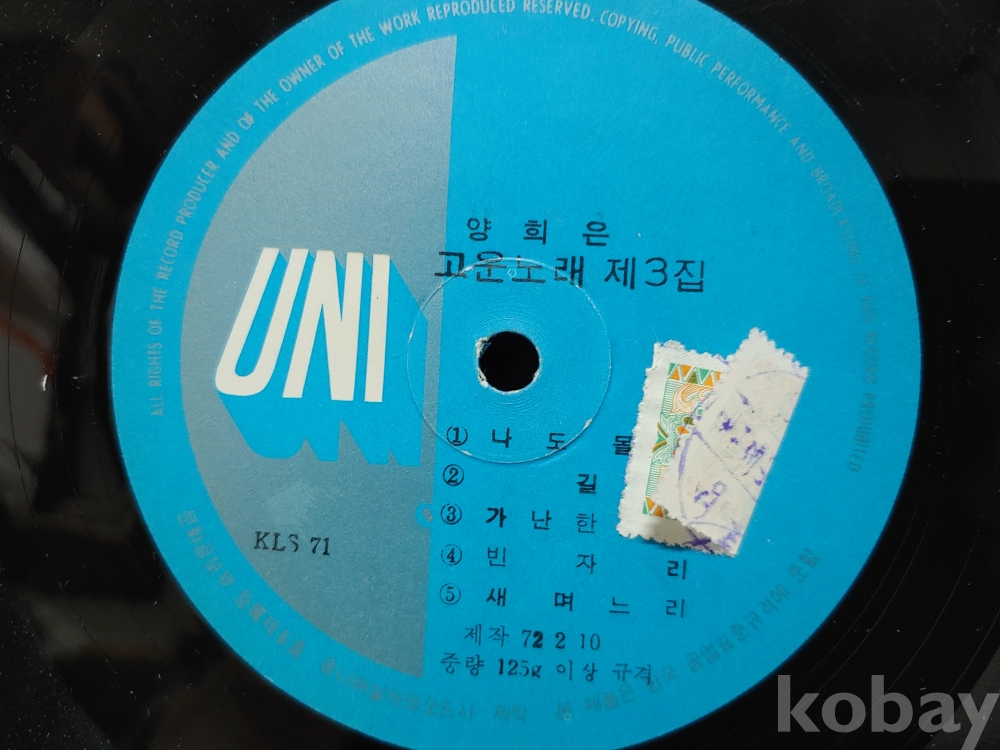 ALL RIGHTS OF THE RECORD PRODUCER AND OF THE OWNER OF THE WORK REPRODUCED RESERVED. COPYING, PUBLIC PERFORMANCE AND BROADCASTING
PROHIBITED
양 희 은
고운노래 제3집
UNI
① 나 도 몰
② 길
③ 가 난 한
④ 빈 자 리
⑤ 새 며 느 리
KLS 71
제작 72 2 10
중량 125g 이상 규격
kobay